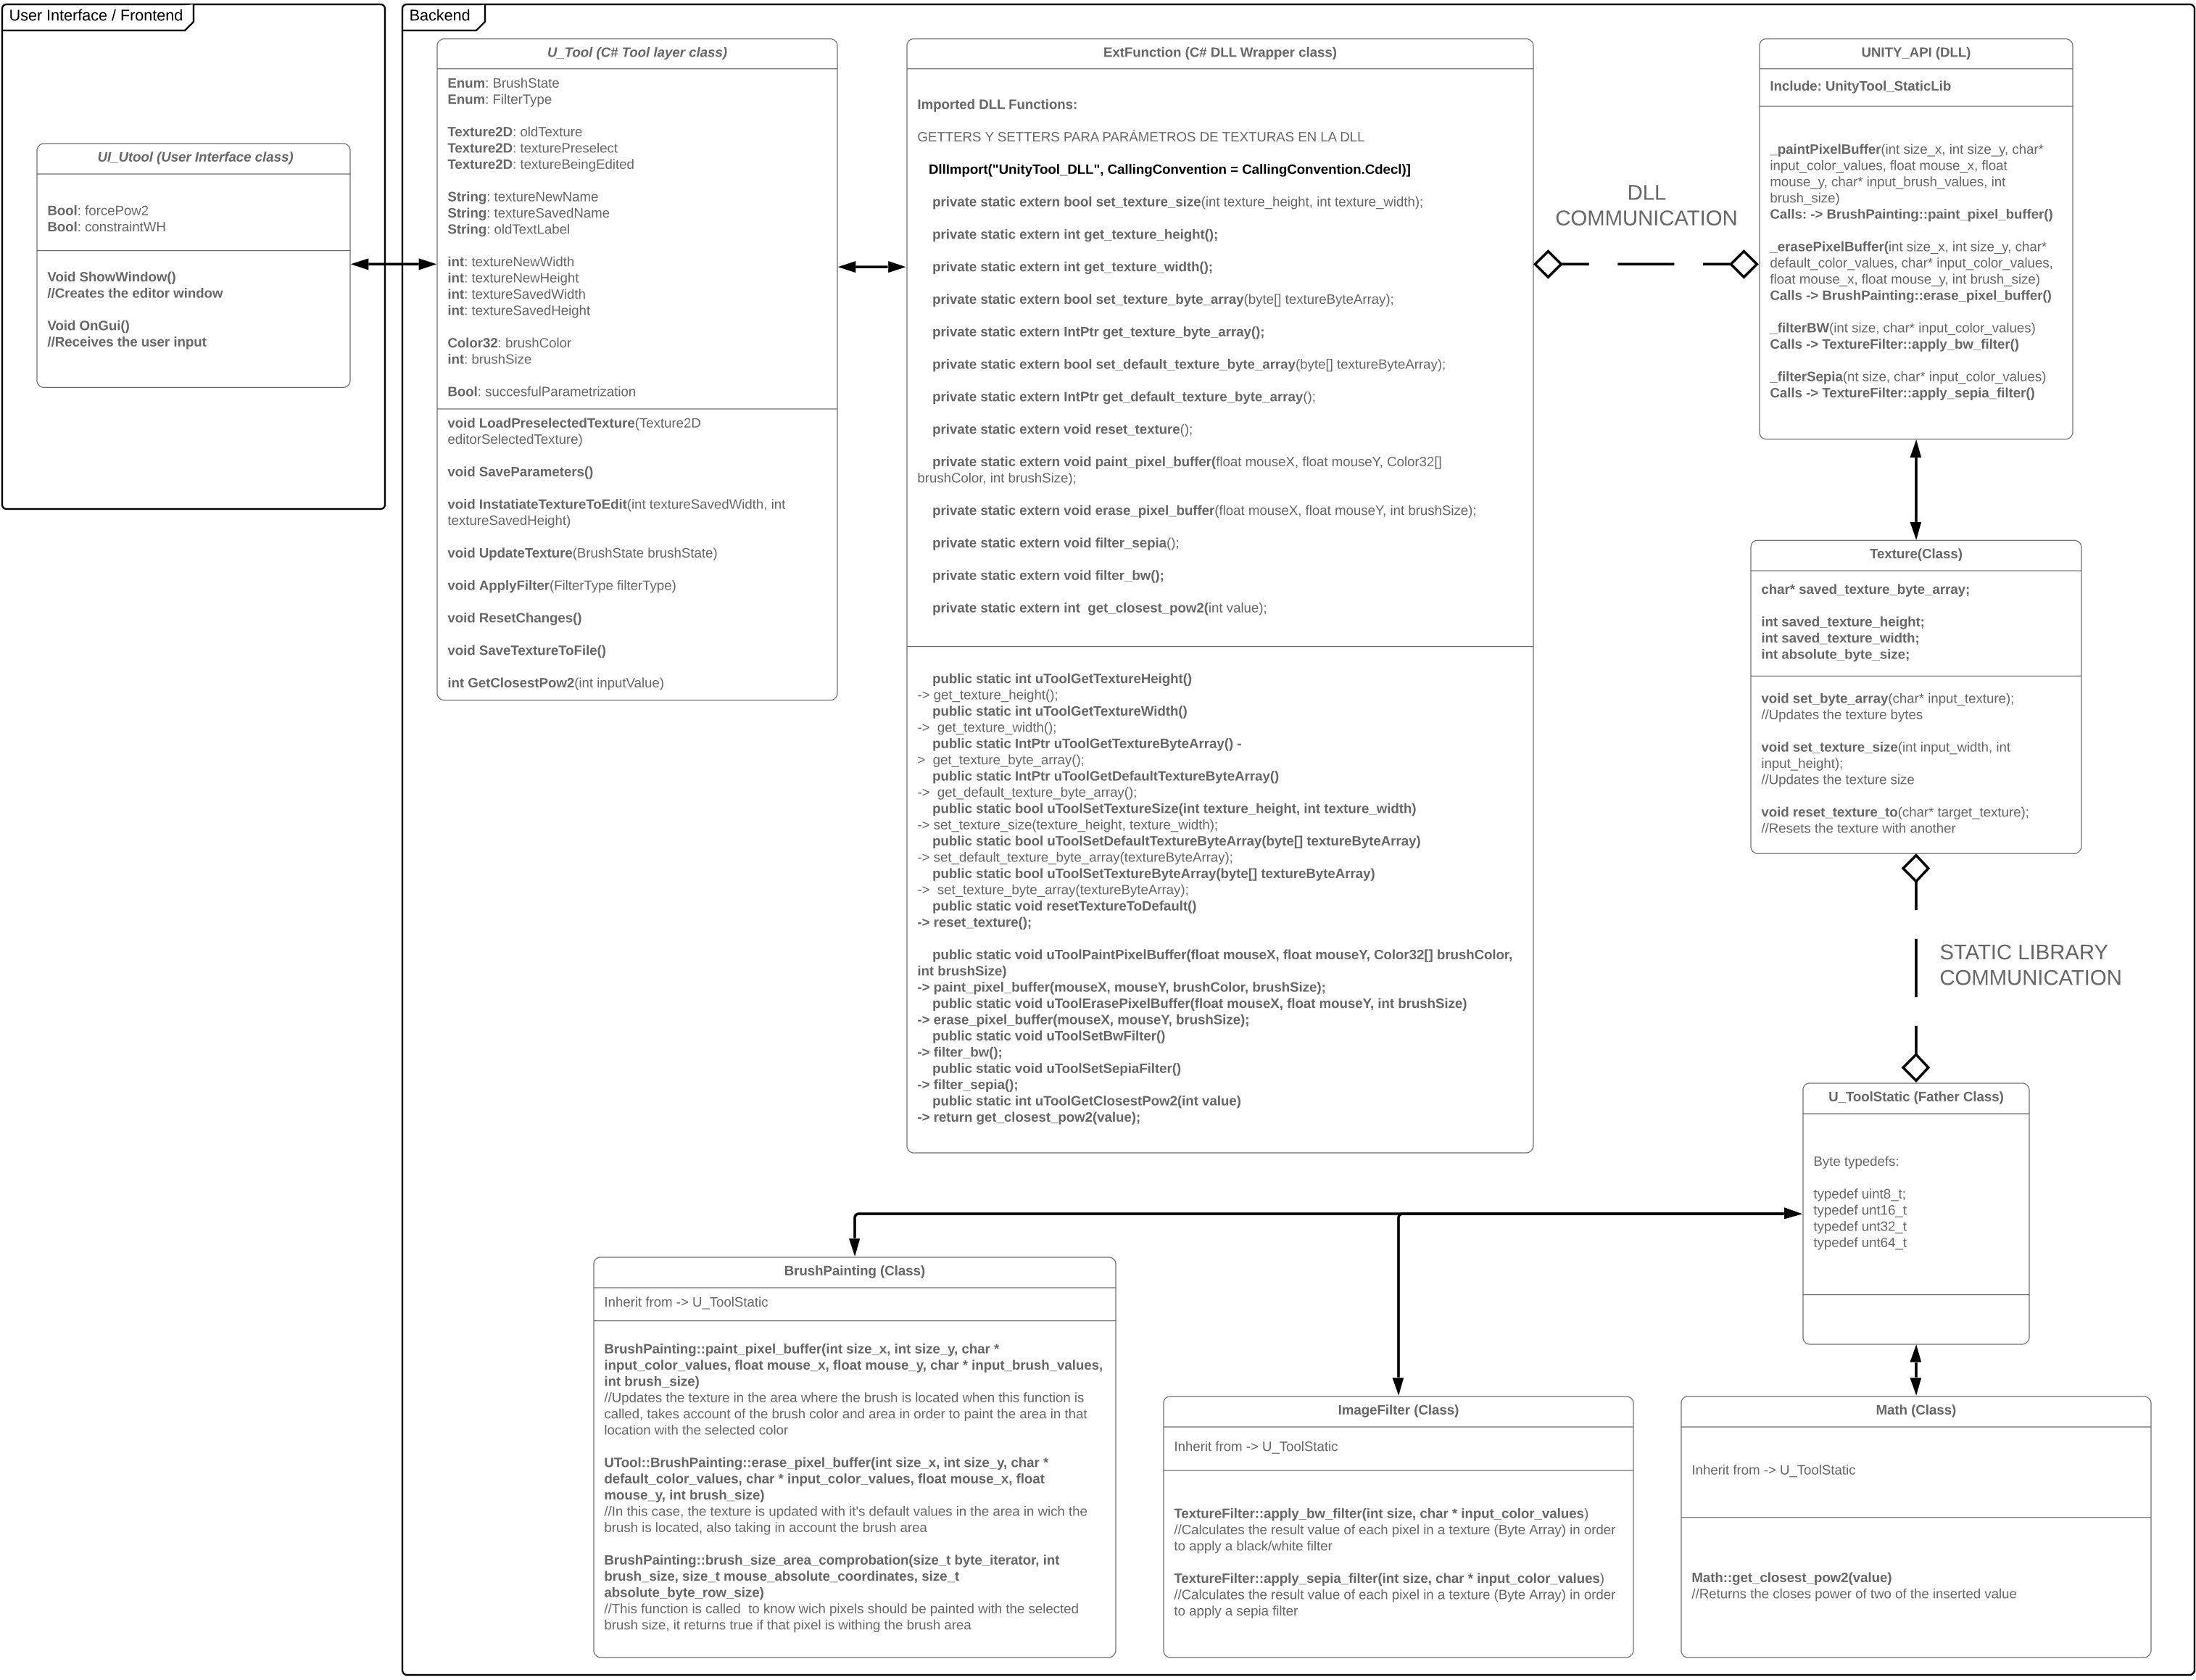 User Interface / Frontend
UI_Utool (User Interface class)
Bool: forcePow2
Bool: constraintWH
Void ShowWindow()
//Creates the editor window
Void OnGui()
//Receives the user input
Backend
U_Tool (C# Tool layer class)
Enum: BrushState
Enum: FilterType
Texture2D: oldTexture
Texture2D: texturePreselect
Texture2D: textureBeingEdited
String: textureNewName
String: textureSavedName
String: oldTextLabel
int: textureNewWidth
int: textureNewHeight
int: textureSavedWidth
int: textureSavedHeight
Color32: brushColor
int: brushSize
Bool: succesfulParametrization
void LoadPreselectedTexture(Texture2D
editorSelectedTexture)
void SaveParameters()
void InstatiateTextureToEdit(int textureSavedWidth, int
textureSavedHeight)
void UpdateTexture(BrushState brushState)
void ApplyFilter(FilterType filterType)
void ResetChanges()
void SaveTextureToFile()
int GetClosestPow2(int inputValue)
ExtFunction (C# DLL Wrapper class)
Imported DLL Functions:
GETTERS Y SETTERS PARA PARÁMETROS DE TEXTURAS EN LA DLL
DllImport("UnityTool_DLL", CallingConvention = CallingConvention.Cdecl)]
private static extern bool set_texture_size(int texture_height, int texture_width);
private static extern int get_texture_height();
private static extern int get_texture_width();
private static extern bool set_texture_byte_array(byte[] textureByteArray);
private static extern IntPtr get_texture_byte_array();
private static extern bool set_default_texture_byte_array(byte[] textureByteArray);
private static extern IntPtr get_default_texture_byte_array();
private static extern void reset_texture();
private static extern void paint_pixel_buffer(float mouseX, float mouseY, Color32[]
brushColor, int brushSize);
private static extern void erase_pixel_buffer(float mouseX, float mouseY, int brushSize);
private static extern void filter_sepia();
private static extern void filter_bw();
private static extern int  get_closest_pow2(int value);
public static int uToolGetTextureHeight()
-> get_texture_height();
public static int uToolGetTextureWidth()
->  get_texture_width();
public static IntPtr uToolGetTextureByteArray() -
>  get_texture_byte_array();
public static IntPtr uToolGetDefaultTextureByteArray()
->  get_default_texture_byte_array();
public static bool uToolSetTextureSize(int texture_height, int texture_width)
-> set_texture_size(texture_height, texture_width);
public static bool uToolSetDefaultTextureByteArray(byte[] textureByteArray)
-> set_default_texture_byte_array(textureByteArray);
public static bool uToolSetTextureByteArray(byte[] textureByteArray)
->  set_texture_byte_array(textureByteArray);
public static void resetTextureToDefault()
-> reset_texture();
public static void uToolPaintPixelBuffer(float mouseX, float mouseY, Color32[] brushColor,
int brushSize)
-> paint_pixel_buffer(mouseX, mouseY, brushColor, brushSize);
public static void uToolErasePixelBuffer(float mouseX, float mouseY, int brushSize)
-> erase_pixel_buffer(mouseX, mouseY, brushSize);
public static void uToolSetBwFilter()
-> filter_bw();
public static void uToolSetSepiaFilter()
-> filter_sepia();
public static int uToolGetClosestPow2(int value)
-> return get_closest_pow2(value);
DLL
COMMUNICATION
UNITY_API (DLL)
Include: UnityTool_StaticLib
_paintPixelBuffer(int size_x, int size_y, char*
input_color_values, float mouse_x, float
mouse_y, char* input_brush_values, int
brush_size)
Calls: -> BrushPainting::paint_pixel_buffer()
_erasePixelBuffer(int size_x, int size_y, char*
default_color_values, char* input_color_values,
float mouse_x, float mouse_y, int brush_size)
Calls -> BrushPainting::erase_pixel_buffer()
_filterBW(int size, char* input_color_values)
Calls -> TextureFilter::apply_bw_filter()
_filterSepia(nt size, char* input_color_values)
Calls -> TextureFilter::apply_sepia_filter()
Texture(Class)
char* saved_texture_byte_array;
int saved_texture_height;
int saved_texture_width;
int absolute_byte_size;
void set_byte_array(char* input_texture);
//Updates the texture bytes
void set_texture_size(int input_width, int
input_height);
//Updates the texture size
void reset_texture_to(char* target_texture);
//Resets the texture with another
STATIC LIBRARY
COMMUNICATION
U_ToolStatic (Father Class)
Byte typedefs:
typedef uint8_t;
typedef unt16_t
typedef unt32_t
typedef unt64_t
BrushPainting (Class)
Inherit from -> U_ToolStatic
BrushPainting::paint_pixel_buffer(int size_x, int size_y, char *
input_color_values, float mouse_x, float mouse_y, char * input_brush_values,
int brush_size)
//Updates the texture in the area where the brush is located when this function is
called, takes account of the brush color and area in order to paint the area in that
location with the selected color
UTool::BrushPainting::erase_pixel_buffer(int size_x, int size_y, char *
default_color_values, char * input_color_values, float mouse_x, float
mouse_y, int brush_size)
//In this case, the texture is updated with it's default values in the area in wich the
brush is located, also taking in account the brush area
BrushPainting::brush_size_area_comprobation(size_t byte_iterator, int
brush_size, size_t mouse_absolute_coordinates, size_t
absolute_byte_row_size)
//This function is called  to know wich pixels should be painted with the selected
brush size, it returns true if that pixel is withing the brush area
ImageFilter (Class)
Inherit from -> U_ToolStatic
TextureFilter::apply_bw_filter(int size, char * input_color_values)
//Calculates the result value of each pixel in a texture (Byte Array) in order
to apply a black/white filter
TextureFilter::apply_sepia_filter(int size, char * input_color_values)
//Calculates the result value of each pixel in a texture (Byte Array) in order
to apply a sepia filter
Math (Class)
Inherit from -> U_ToolStatic
Math::get_closest_pow2(value)
//Returns the closes power of two of the inserted value